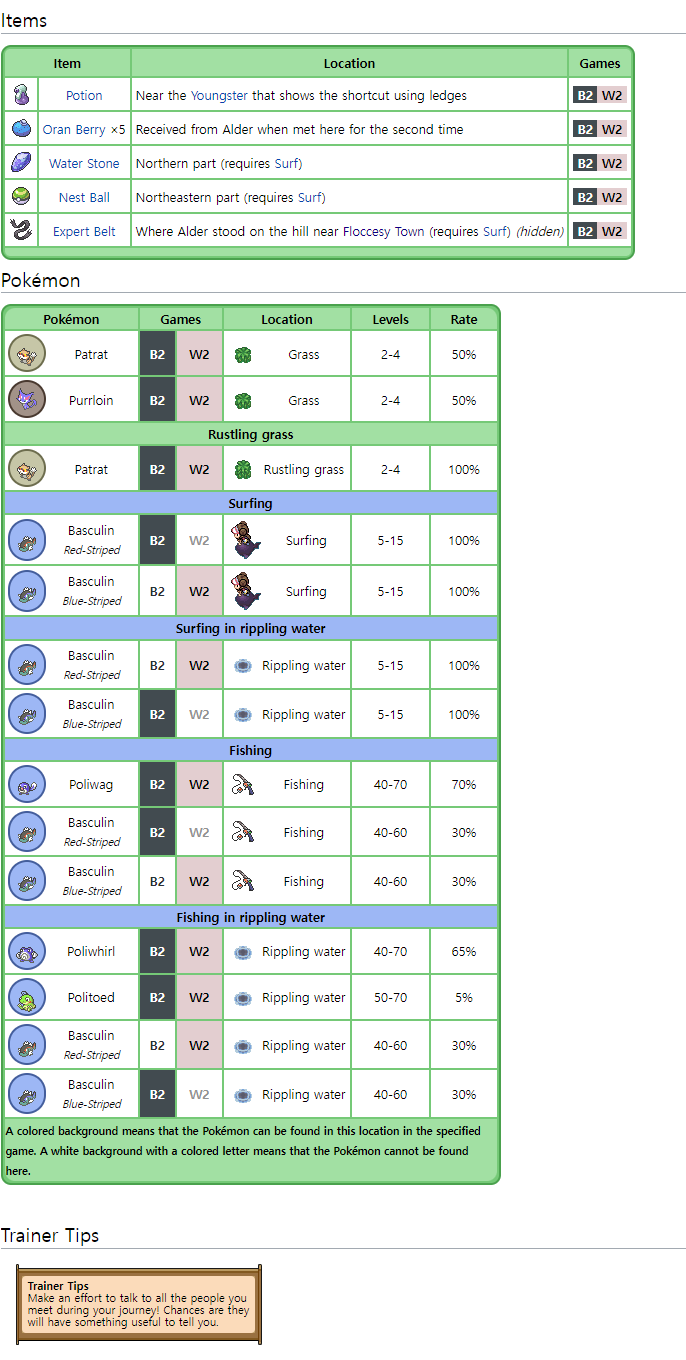 Items
Item Location Games
Potion Near the Youngster that shows the shortcut using ledges B2 W2
Oran Berry ×5 Received from Alder when met here for the second time B2 W2
Water Stone Northern part (requires Surf) B2 W2
Nest Ball Northeastern part (requires Surf) B2 W2
Expert Belt Where Alder stood on the hill near Floccesy Town (requires Surf) (hidden) B2 W2
Pokémon
Pokémon Games Location Levels Rate
Patrat B2 W2 Grass 2-4 50%
Purrloin B2 W2 Grass 2-4 50%
Rustling grass
Patrat B2 W2 Rustling grass 2-4 100%
Surfing
Basculin
Red-Striped B2 W2 Surfing 5-15 100%
Basculin
Blue-Striped B2 W2 Surfing 5-15 100%
Surfing in rippling water
Basculin
Red-Striped B2 W2 Rippling water 5-15 100%
Basculin
Blue-Striped B2 W2 Rippling water 5-15 100%
Fishing
Poliwag B2 W2 Fishing 40-70 70%
Basculin
Red-Striped B2 W2 Fishing 40-60 30%
Basculin
Blue-Striped B2 W2 Fishing 40-60 30%
Fishing in rippling water
Poliwhirl B2 W2 Rippling water 40-70 65%
Politoed B2 W2 Rippling water 50-70 5%
Basculin
Red-Striped B2 W2 Rippling water 40-60 30%
Basculin
Blue-Striped B2 W2 Rippling water 40-60 30%
A colored background means that the Pokémon can be found in this location in the specified
game. A white background with a colored letter means that the Pokémon cannot be found
here.
Trainer Tips
Trainer Tips
Make an effort to talk to all the people you
meet during your journey! Chances are they
will have something useful to tell you.